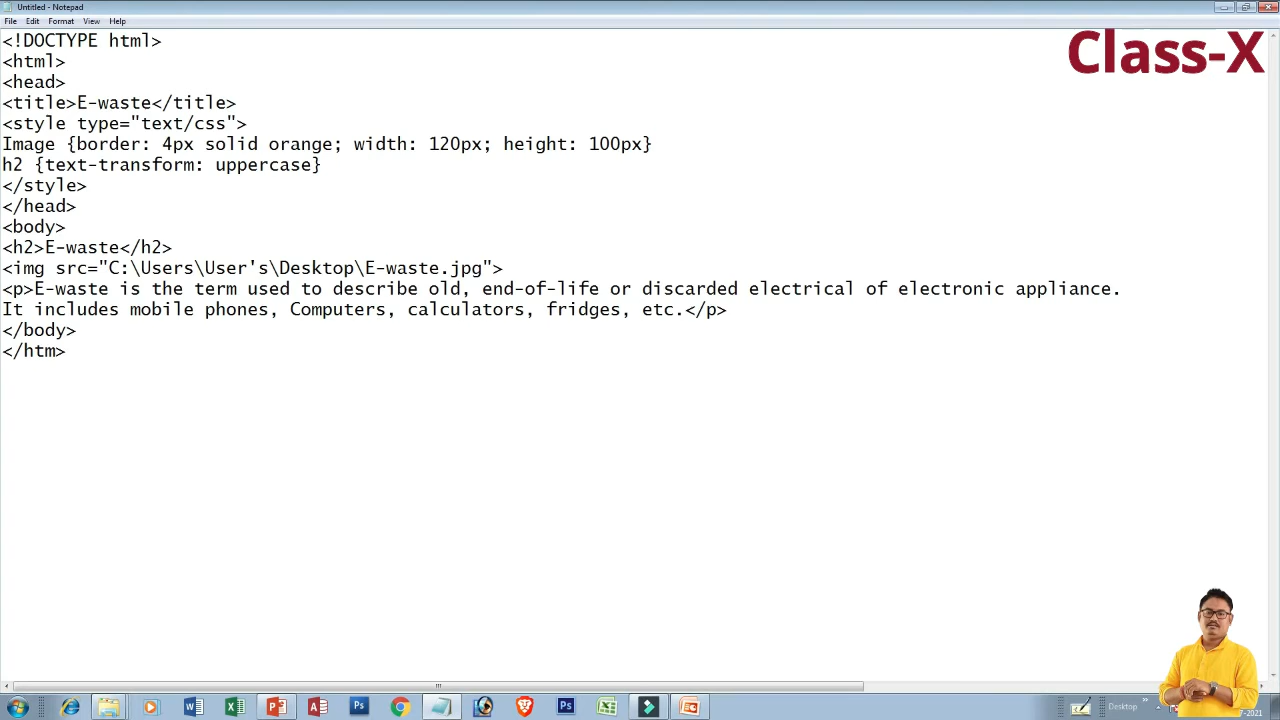 Untitled - Notepad
File Edit Format View Help
Class-X
<!DOCTYPE html>
<html>
<head>
<title>E-waste</title>
<style type="text/css">
Image {border: 4px solid orange; width: 120px; height: 100px}
h2 {text-transform: uppercase}
</style>
</head>
<body>
<h2>E-waste</h2>
<img src="C:\Users\User's\Desktop\E-waste.jpg">
<p>E-waste is the term used to describe old, end-of-life or discarded electrical of electronic appliance.
It includes mobile phones, Computers, calculators, fridges, etc.</p>
</body>
</htm>
Desktop
7-2021